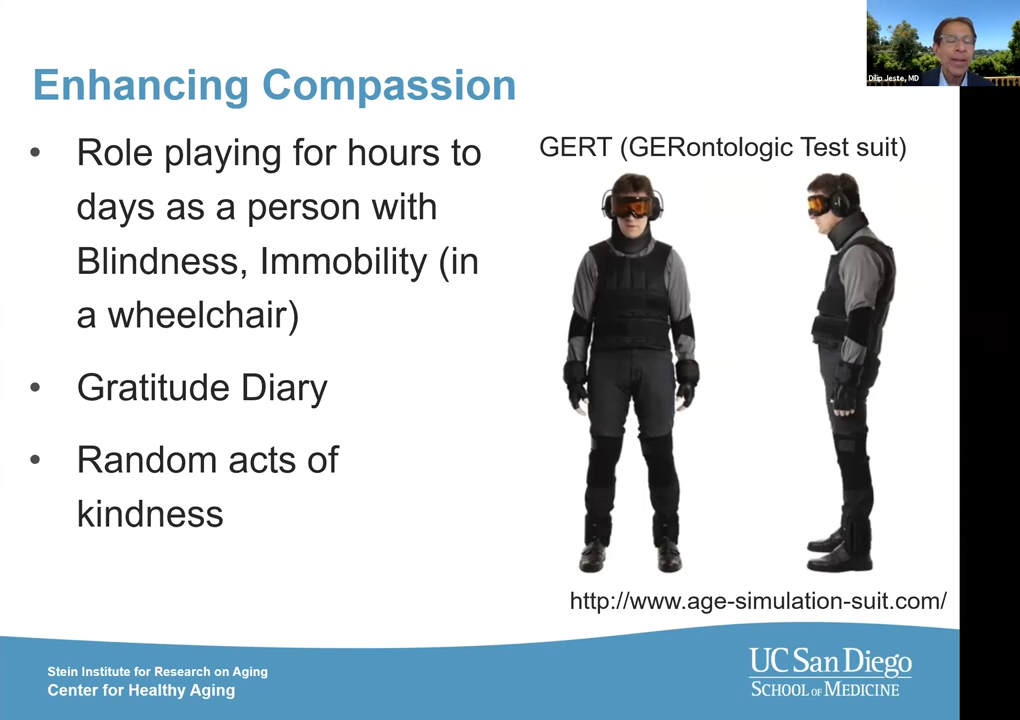 Dilip Jeste, MD
Enhancing Compassion
• Role playing for hours to
days as a person with
Blindness, Immobility (in
a wheelchair)
• Gratitude Diary
• Random acts of
kindness
GERT (GERontologic Test suit)
http://www.age-simulation-suit.com/
Stein Institute for Research on Aging
Center for Healthy Aging
UC San Diego
SCHOOL OF MEDICINE